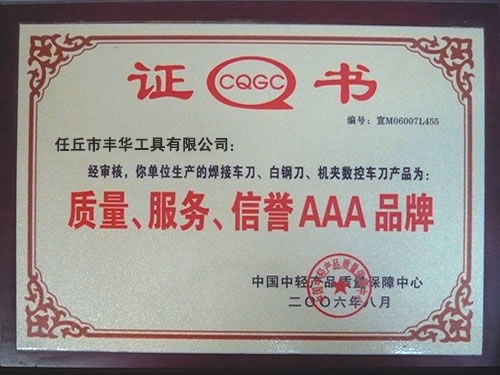 证 CQGC 书
编号：宣M06007L455
任丘市丰华工具有限公司：
经审核，你单位生产的焊接车刀、白钢刀、机夹数控车刀产品为：
质量、服务、信誉AAA品牌
中国中轻产品质量保障中心
二〇〇六年八月